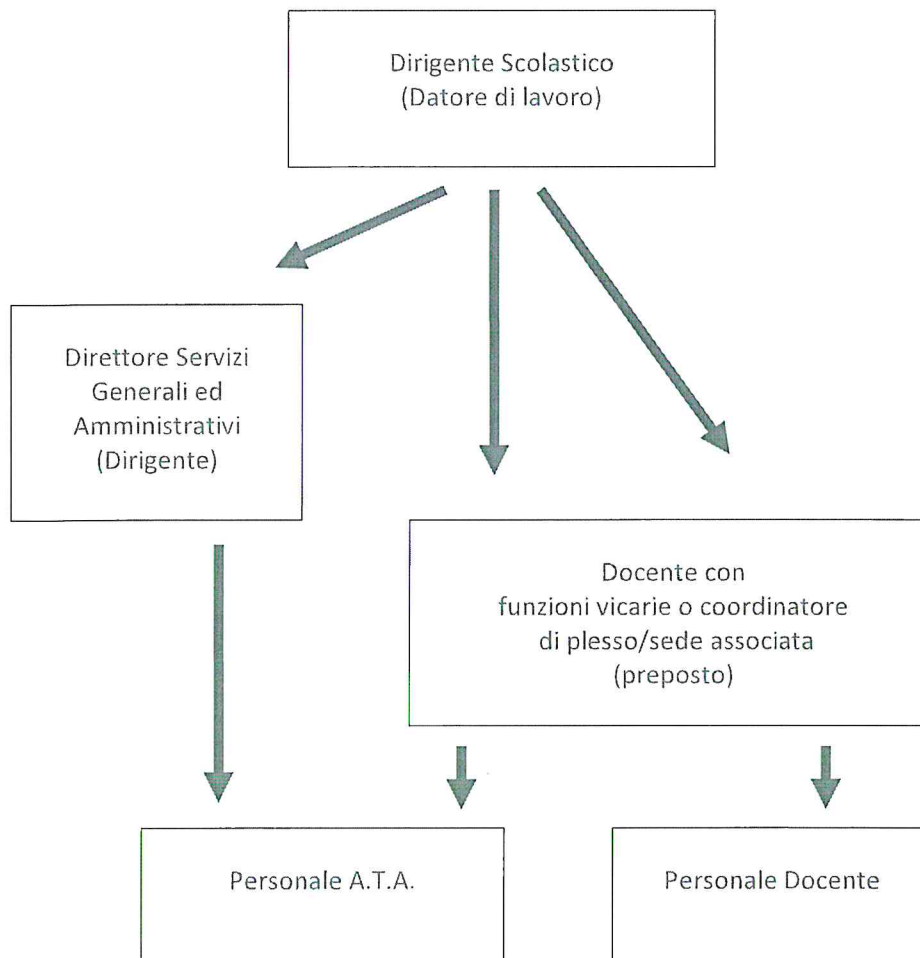 Dirigente Scolastico
(Datore di lavoro)
Direttore Servizi
Generali ed
Amministrativi
(Dirigente)
Docente con
funzioni vicarie o coordinatore
di plesso/sede associata
(preposto)
Personale A.T.A.
Personale Docente